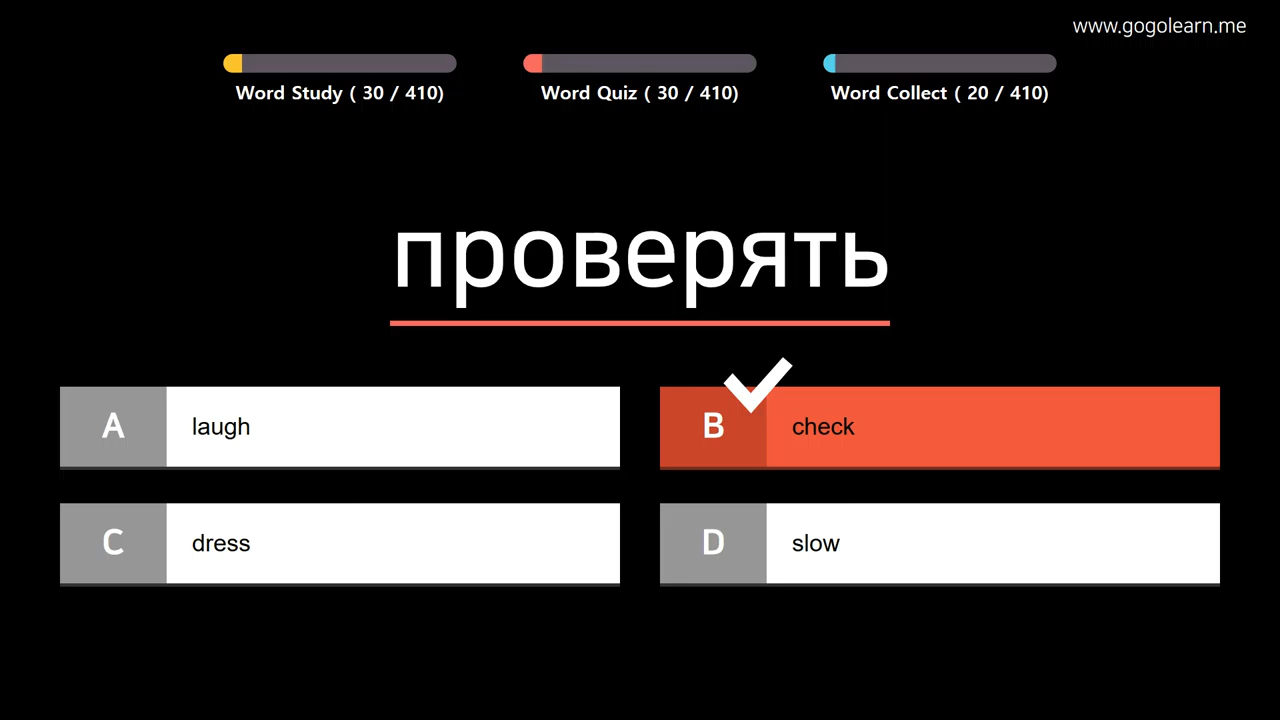 www.gogolearn.me
Word Study ( 30 / 410)
Word Quiz ( 30 / 410)
Word Collect ( 20 / 410)
проверять
A laugh
B check
C dress
D slow